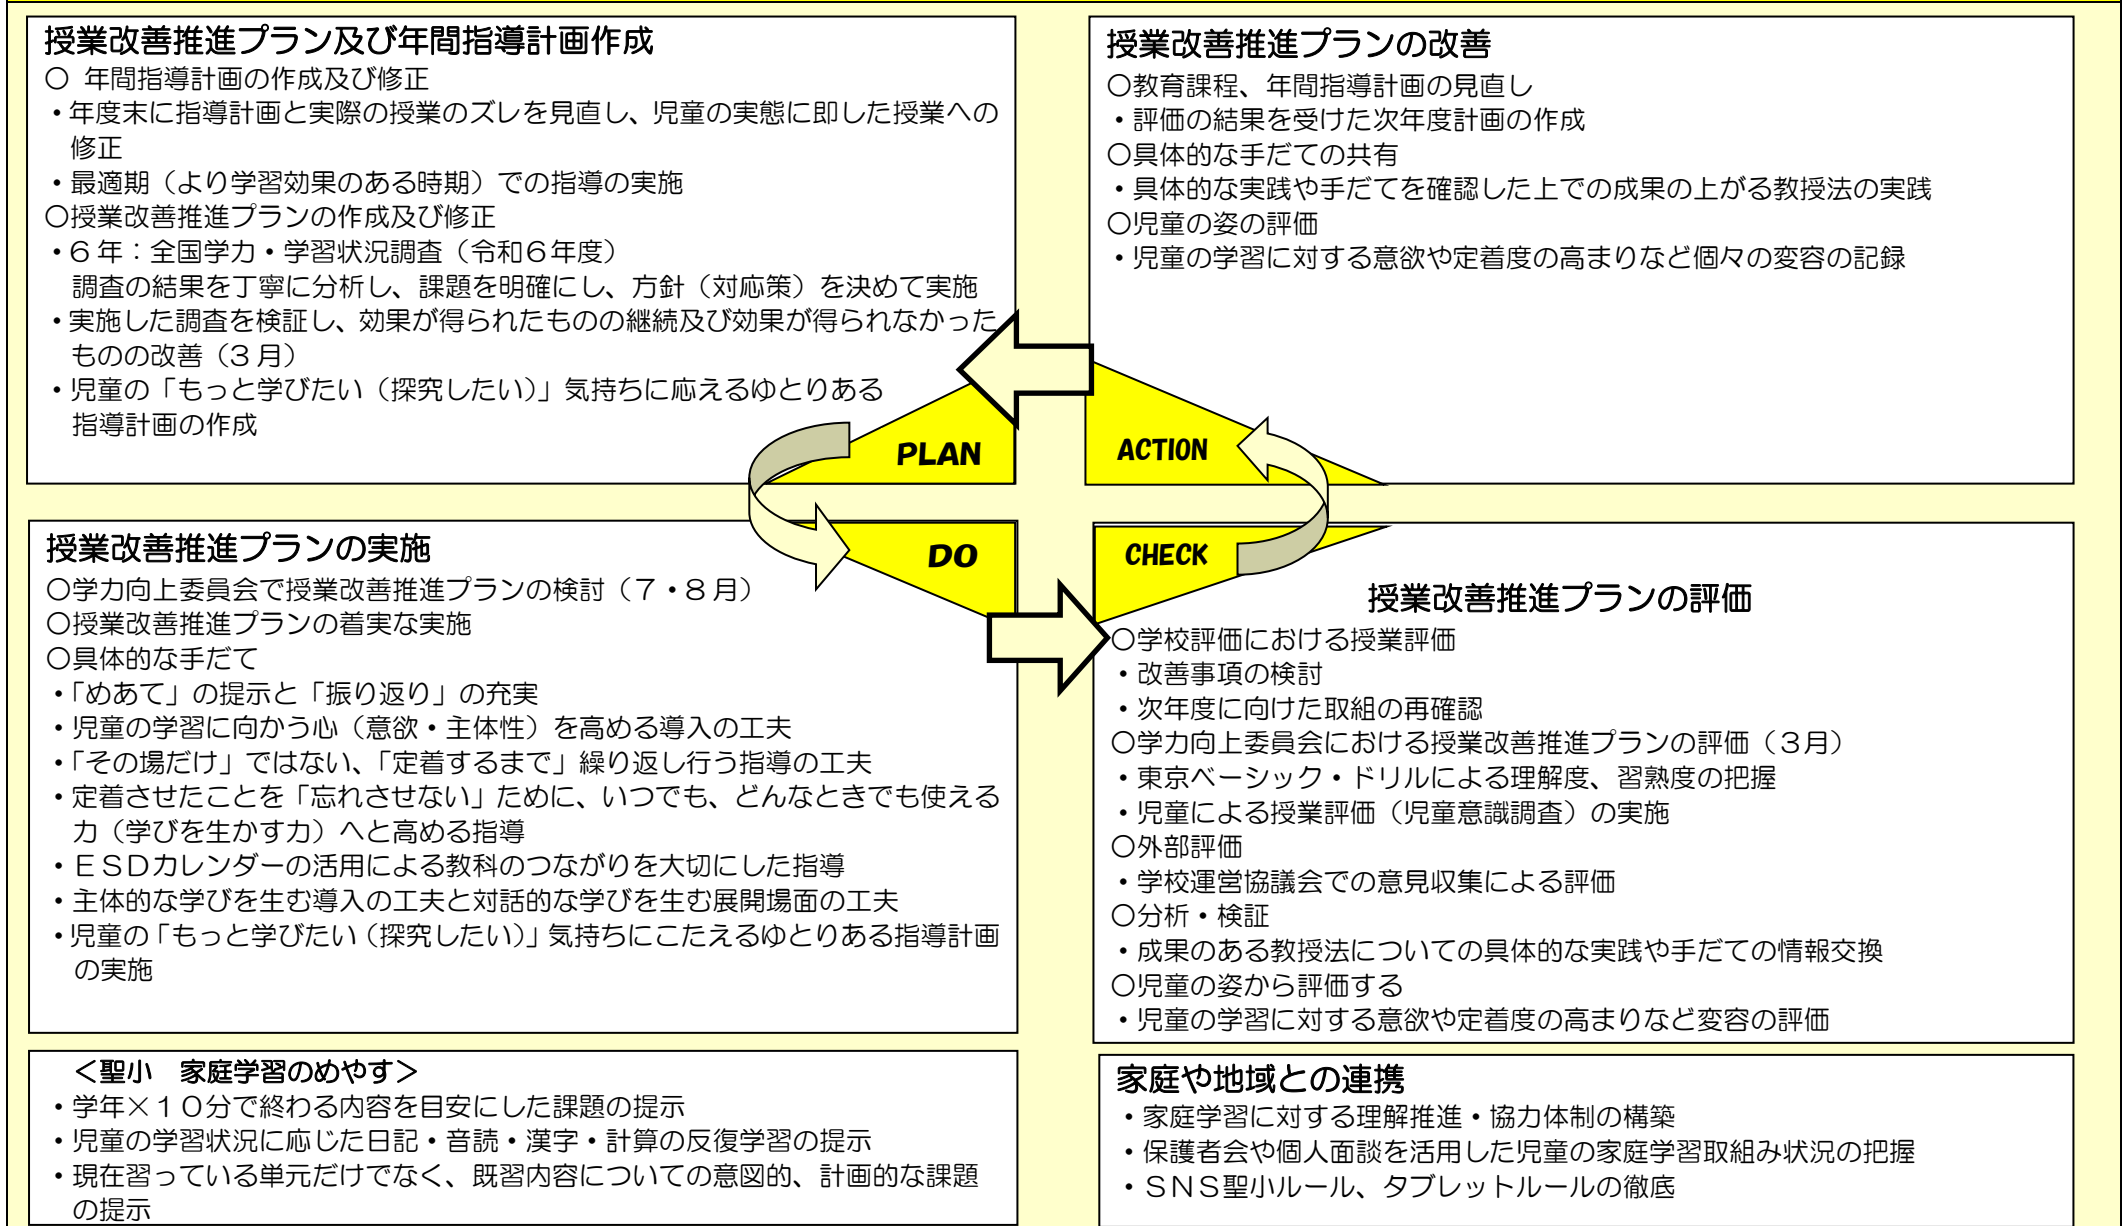 授業改善推進プラン及び年間指導計画作成
〇 年間指導計画の作成及び修正
・年度末に指導計画と実際の授業のズレを見直し、児童の実態に即した授業への
修正
・最適期（より学習効果のある時期）での指導の実施
〇授業改善推進プランの作成及び修正
・６年：全国学力・学習状況調査（令和６年度）
調査の結果を丁寧に分析し、課題を明確にし、方針（対応策）を決めて実施
・実施した調査を検証し、効果が得られたものの継続及び効果が得られなかった
ものの改善（３月）
・児童の「もっと学びたい（探究したい）」気持ちに応えるゆとりある
指導計画の作成
PLAN
授業改善推進プランの改善
〇教育課程、年間指導計画の見直し
・評価の結果を受けた次年度計画の作成
〇具体的な手だての共有
・具体的な実践や手だてを確認した上での成果の上がる教授法の実践
〇児童の姿の評価
・児童の学習に対する意欲や定着度の高まりなど個々の変容の記録
ACTION
授業改善推進プランの実施
DO
〇学力向上委員会で授業改善推進プランの検討（７・８月）
〇授業改善推進プランの着実な実施
〇具体的な手だて
・「めあて」の提示と「振り返り」の充実
・児童の学習に向かう心（意欲・主体性）を高める導入の工夫
・「その場だけ」ではない、「定着するまで」繰り返し行う指導の工夫
・定着させたことを「忘れさせない」ために、いつでも、どんなときでも使える
力（学びを生かす力）へと高める指導
・ＥＳＤカレンダーの活用による教科のつながりを大切にした指導
・主体的な学びを生む導入の工夫と対話的な学びを生む展開場面の工夫
・児童の「もっと学びたい（探究したい）」気持ちにこたえるゆとりある指導計画
の実施
CHECK
授業改善推進プランの評価
〇学校評価における授業評価
・改善事項の検討
・次年度に向けた取組の再確認
〇学力向上委員会における授業改善推進プランの評価（３月）
・東京ベーシック・ドリルによる理解度、習熟度の把握
・児童による授業評価（児童意識調査）の実施
〇外部評価
・学校運営協議会での意見収集による評価
〇分析・検証
・成果のある教授法についての具体的な実践や手だての情報交換
〇児童の姿から評価する
・児童の学習に対する意欲や定着度の高まりなど変容の評価
＜聖小　家庭学習のめやす＞
・学年×１０分で終わる内容を目安にした課題の提示
・児童の学習状況に応じた日記・音読・漢字・計算の反復学習の提示
・現在習っている単元だけでなく、既習内容についての意図的、計画的な課題
の提示
家庭や地域との連携
・家庭学習に対する理解推進・協力体制の構築
・保護者会や個人面談を活用した児童の家庭学習取組み状況の把握
・ＳＮＳ聖小ルール、タブレットルールの徹底